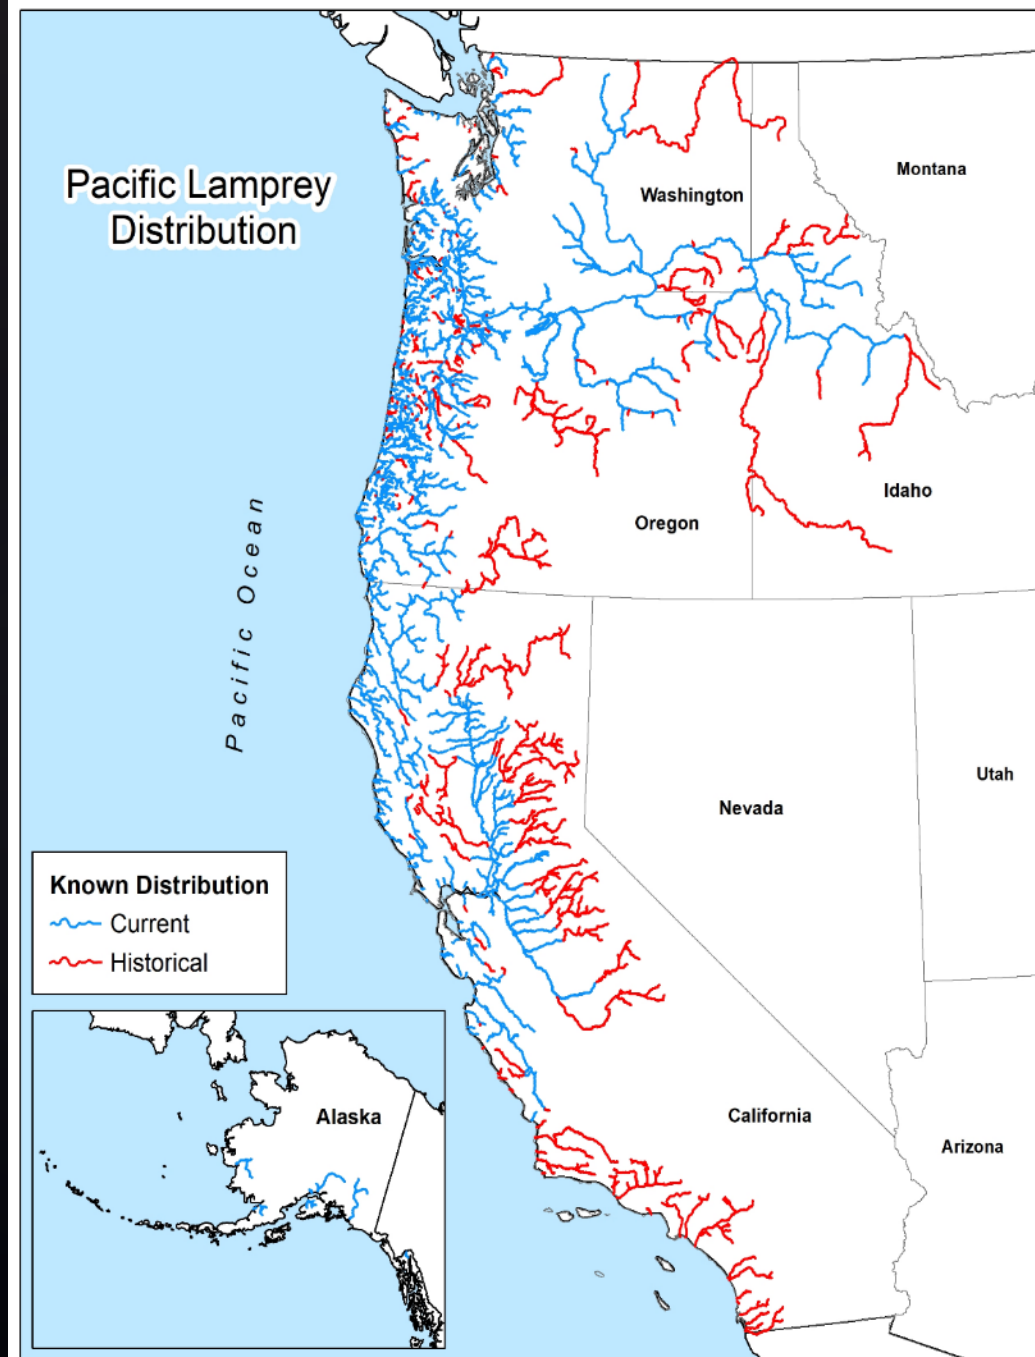 Pacific Lamprey
Distribution
Washington
Montana
Oregon
Idaho
Pacific Ocean
Nevada
Utah
California
Arizona
Known Distribution
Current
Historical
Alaska